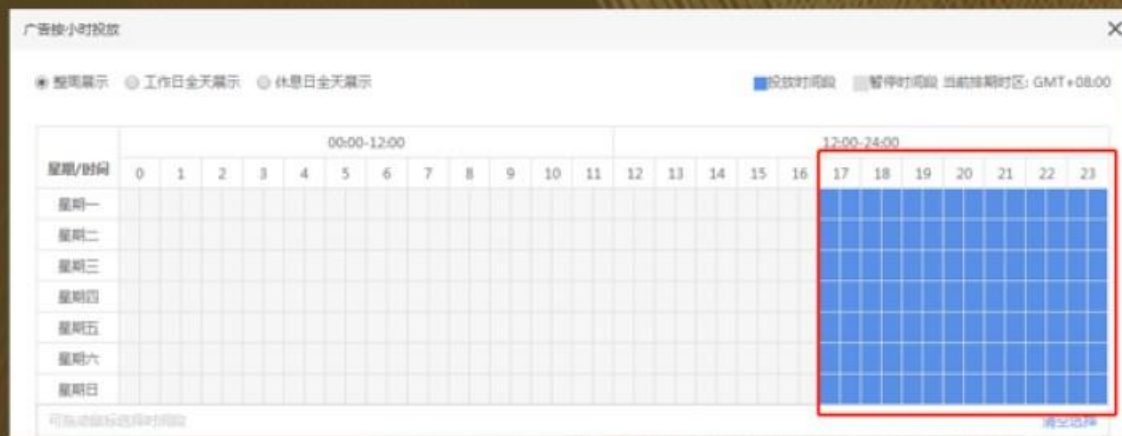 广告按小时投放
整周展示 工作日全天展示 休息日全天展示 投放时间段 暂停时间段 当前排期时区: GMT+08:00
00:00-12:00 12:00-24:00
星期/时间 0 1 2 3 4 5 6 7 8 9 10 11 12 13 14 15 16 17 18 19 20 21 22 23
星期一
星期二
星期三
星期四
星期五
星期六
星期日
可拖动鼠标选择时间段 清空选择